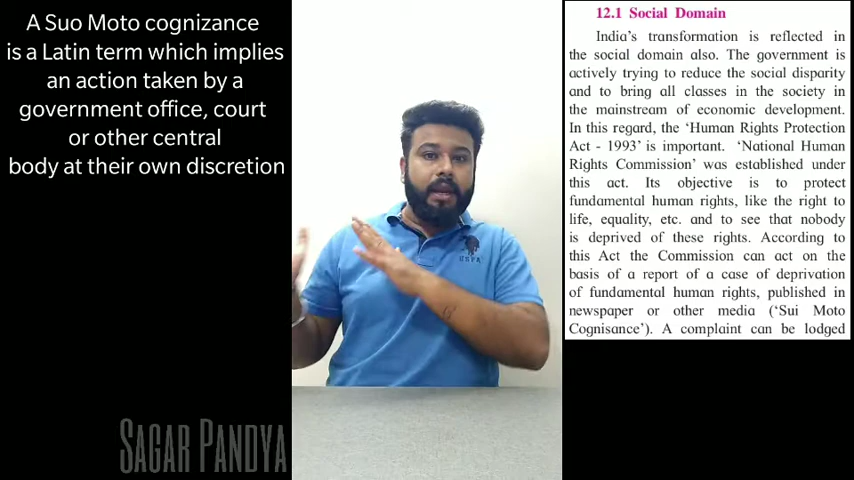 A Suo Moto cognizance
is a Latin term which implies
an action taken by a
government office, court
or other central
body at their own discretion
SAGAR PANDYA
USPA
12.1 Social Domain
India's transformation is reflected in
the social domain also. The government is
actively trying to reduce the social disparity
and to bring all classes in the society in
the mainstream of economic development.
In this regard, the 'Human Rights Protection
Act - 1993' is important. 'National Human
Rights Commission' was established under
this act. Its objective is to protect
fundamental human rights, like the right to
life, equality, etc. and to see that nobody
is deprived of these rights. According to
this Act the Commission can act on the
basis of a report of a case of deprivation
of fundamental human rights, published in
newspaper or other media ('Sui Moto
Cognisance'). A complaint can be lodged